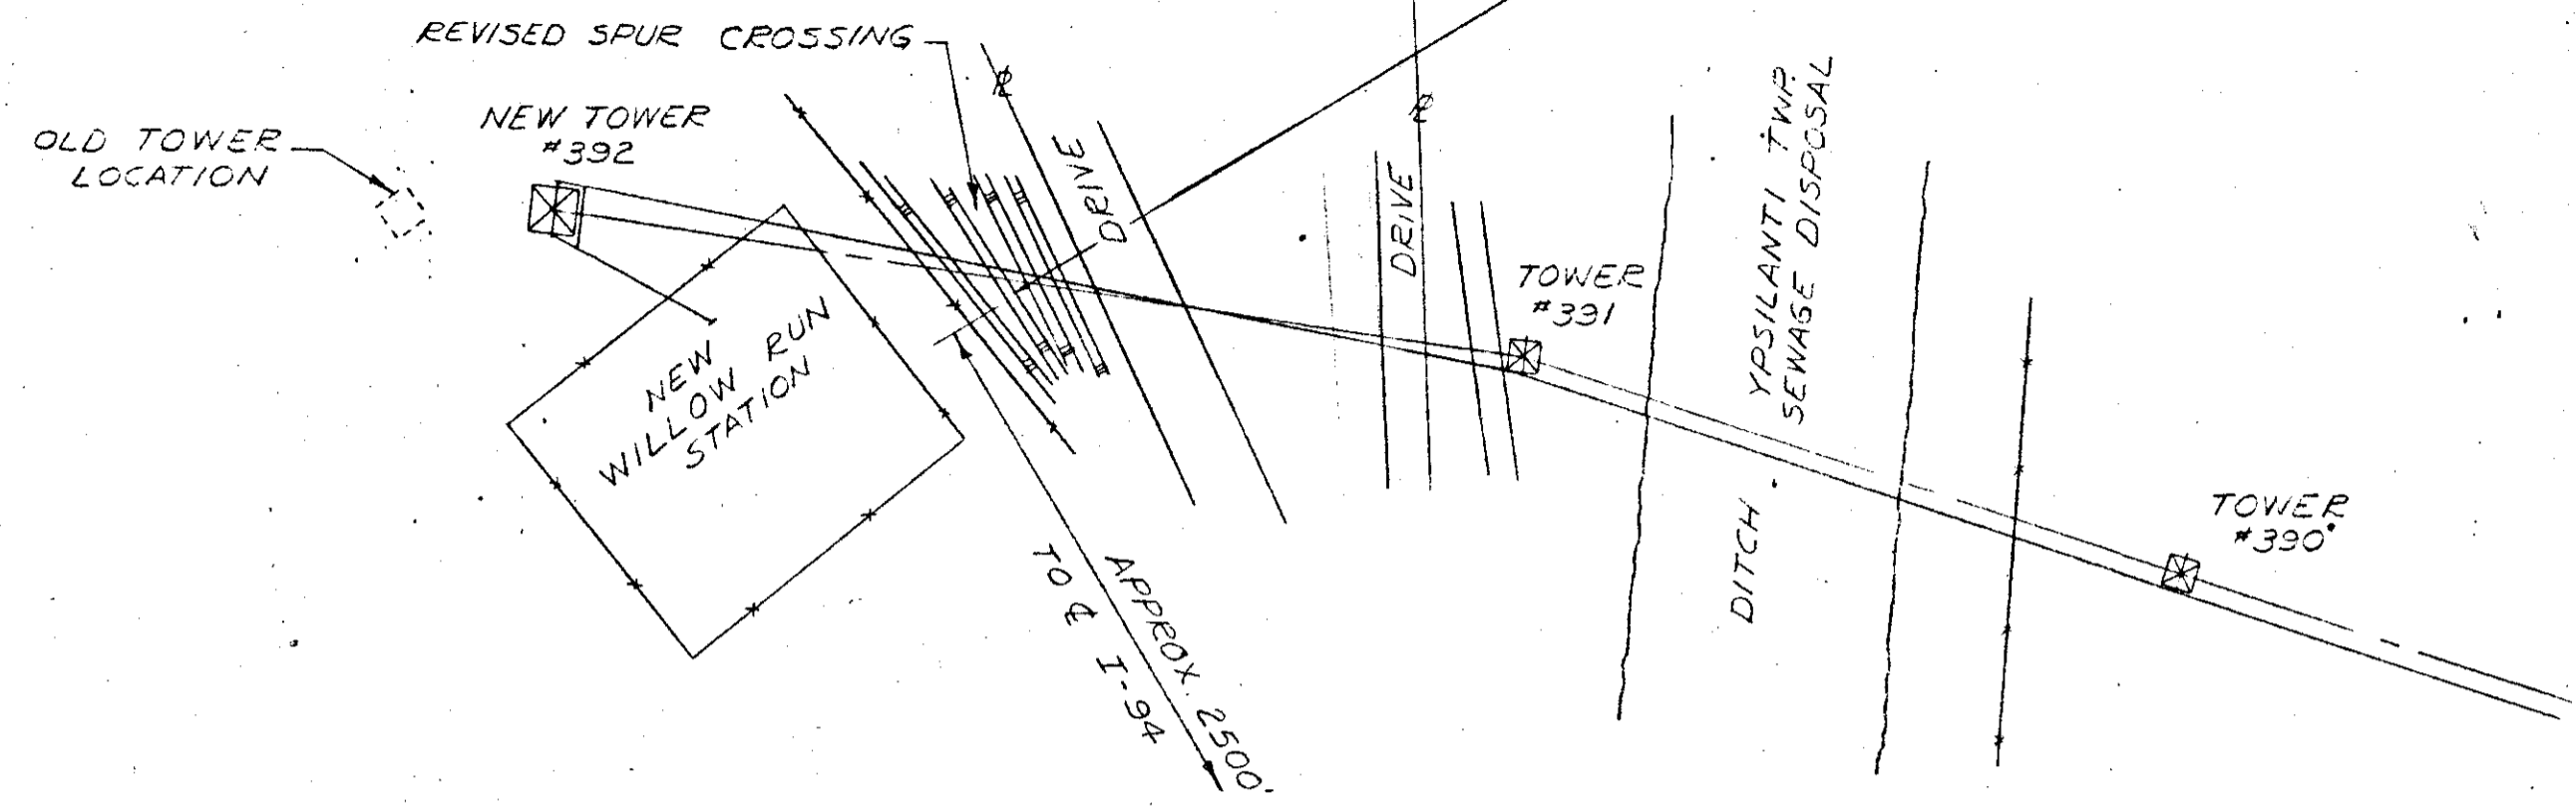 REVISED SPUR CROSSING
OLD TOWER
LOCATION
NEW TOWER
#392
DRIVE
DRIVE
TOWER
#391
YPSILANTI TWP.
SEWAGE DISPOSAL
DITCH
NEW
WILLOW RUN
STATION
APPROX. 2500'
TO ℄ I-94
TOWER
#390